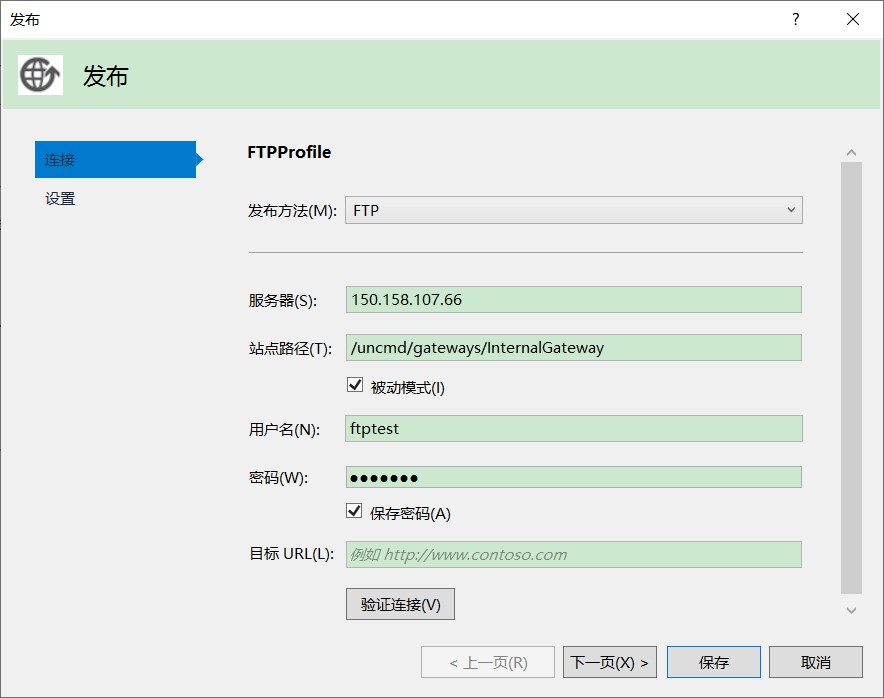 发布
?
发布
连接
设置
FTPProfile
发布方法(M): FTP
服务器(S): 150.158.107.66
站点路径(T): /uncmd/gateways/InternalGateway
被动模式(I)
用户名(N): ftptest
密码(W): ●●●●●●●
保存密码(A)
目标 URL(L): 例如 http://www.contoso.com
验证连接(V)
< 上一页(R) 下一页(X) > 保存 取消